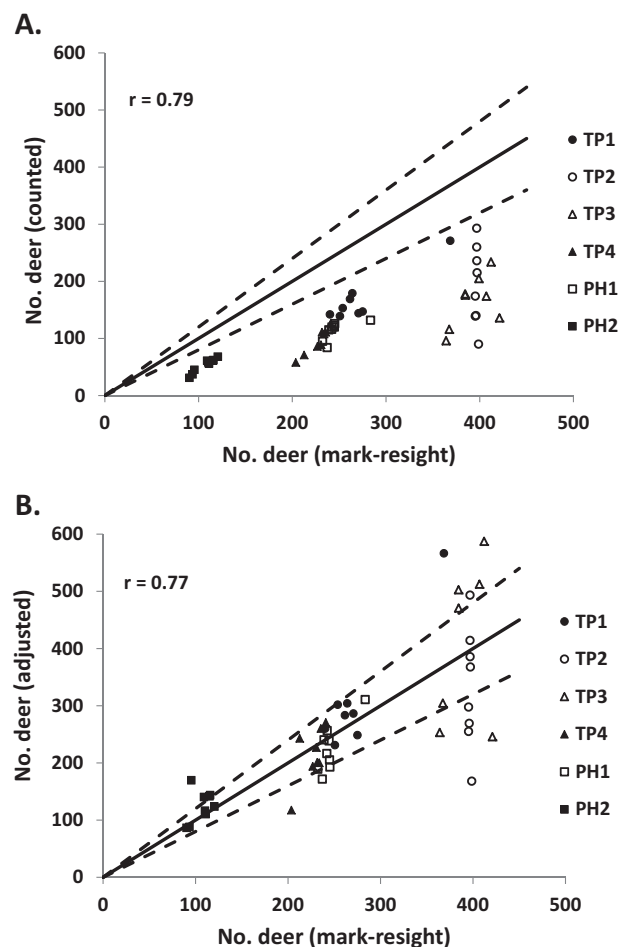 A.
600
500
400
300
200
100
0
No. deer (counted)
r = 0.79
0 100 200 300 400 500
No. deer (mark-resight)
TP1
TP2
TP3
TP4
PH1
PH2
B.
600
500
400
300
200
100
0
No. deer (adjusted)
r = 0.77
0 100 200 300 400 500
No. deer (mark-resight)
TP1
TP2
TP3
TP4
PH1
PH2